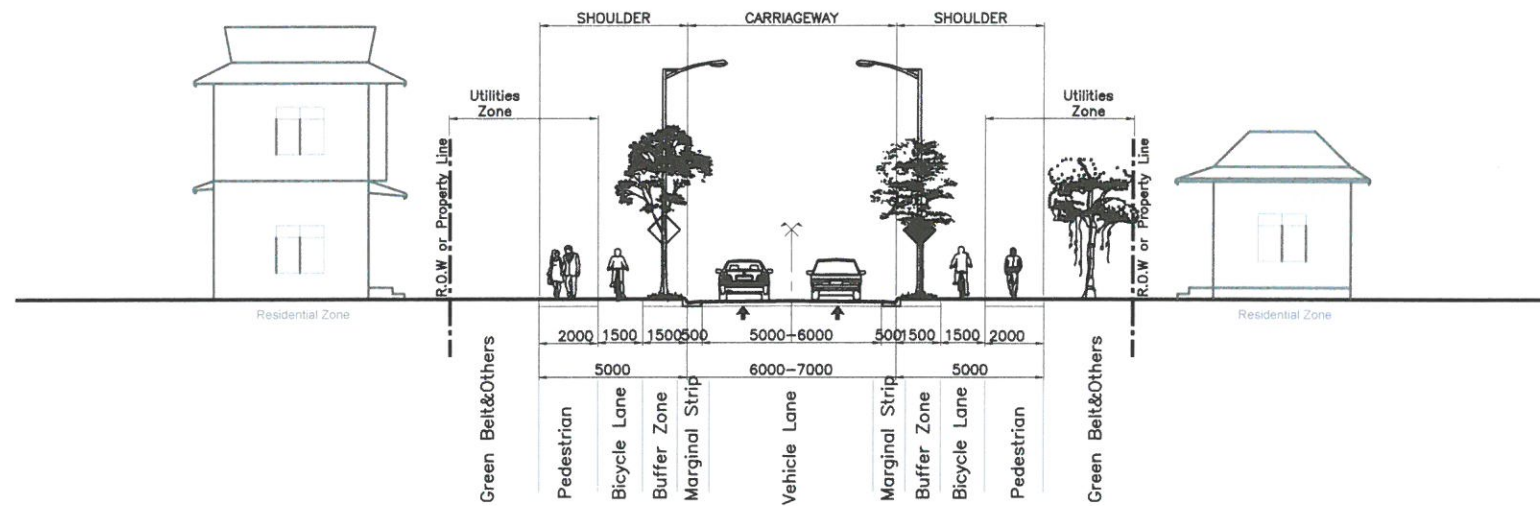 SHOULDER CARRIAGEWAY SHOULDER
Utilities
Zone
Utilities
Zone
R.O.W or Property Line
R.O.W or Property Line
Residential Zone
Residential Zone
2000 1500 1500 500 5000-6000 500 1500 1500 2000
5000 6000-7000 5000
Green Belt&Others
Pedestrian
Bicycle Lane
Buffer Zone
Marginal Strip
Vehicle Lane
Marginal Strip
Buffer Zone
Bicycle Lane
Pedestrian
Green Belt&Others